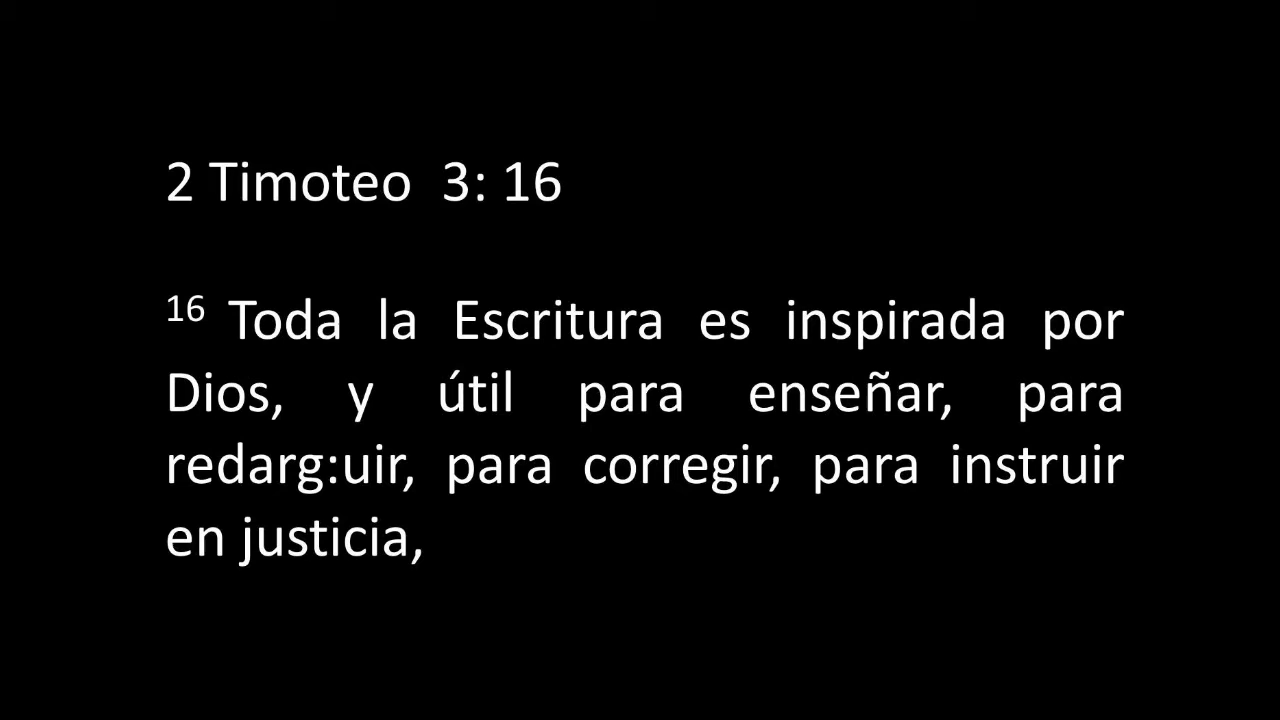 2 Timoteo 3: 16
16 Toda la Escritura es inspirada por
Dios, y útil para enseñar, para
redarg:uir, para corregir, para instruir
en justicia,